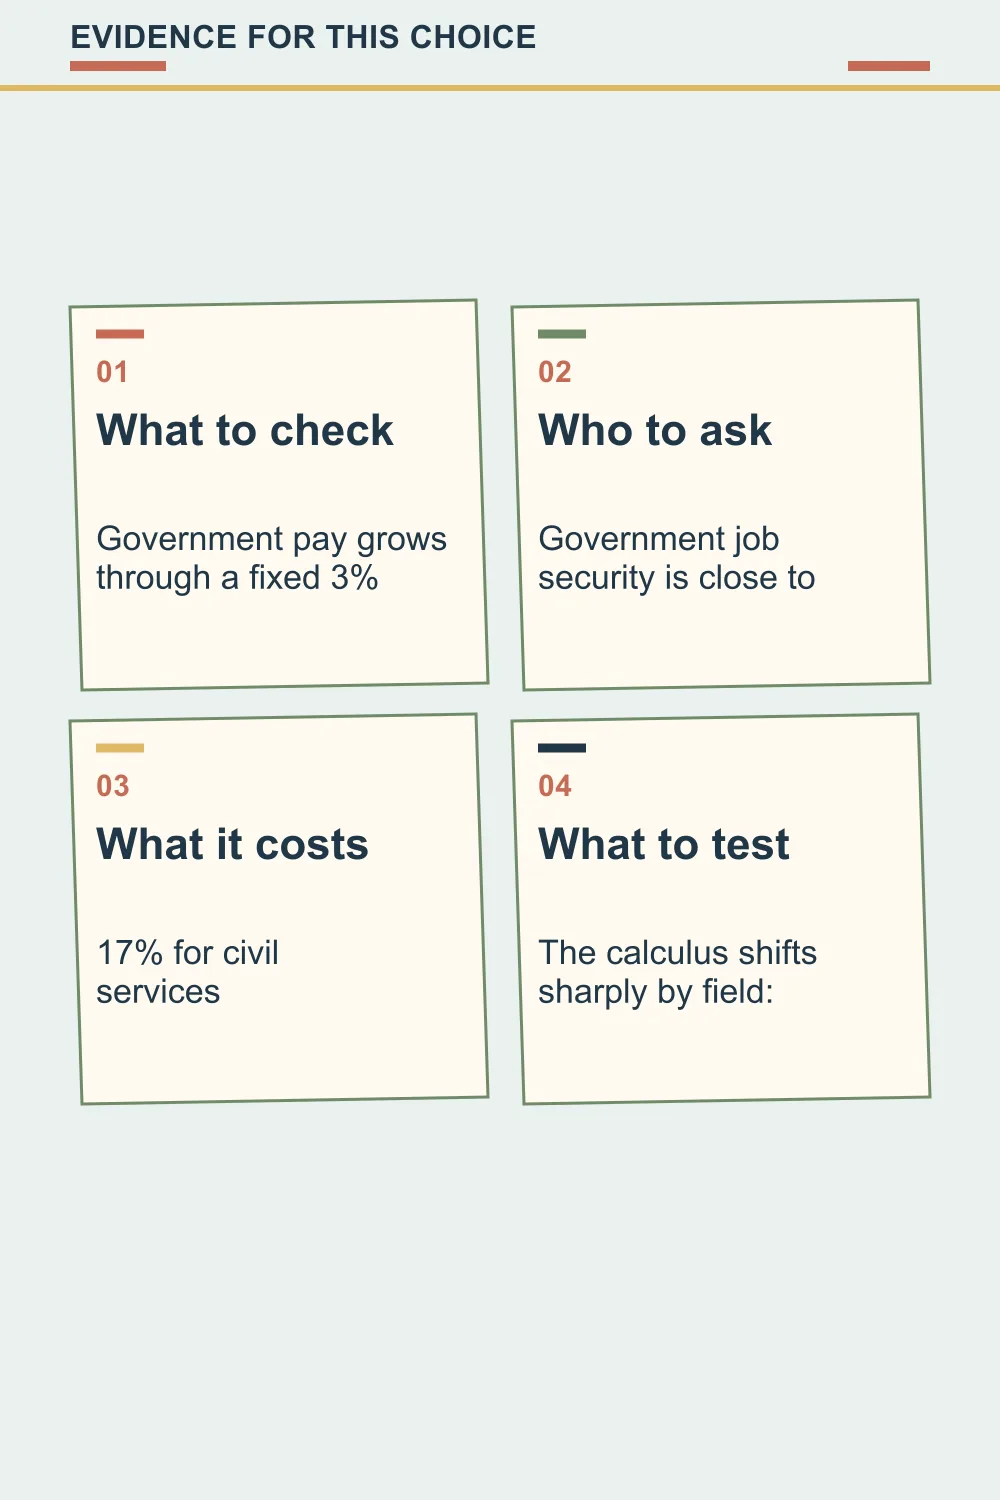 EVIDENCE FOR THIS CHOICE
01
What to check
Government pay grows
through a fixed 3%
02
Who to ask
Government job
security is close to
03
What it costs
17% for civil
services
04
What to test
The calculus shifts
sharply by field: